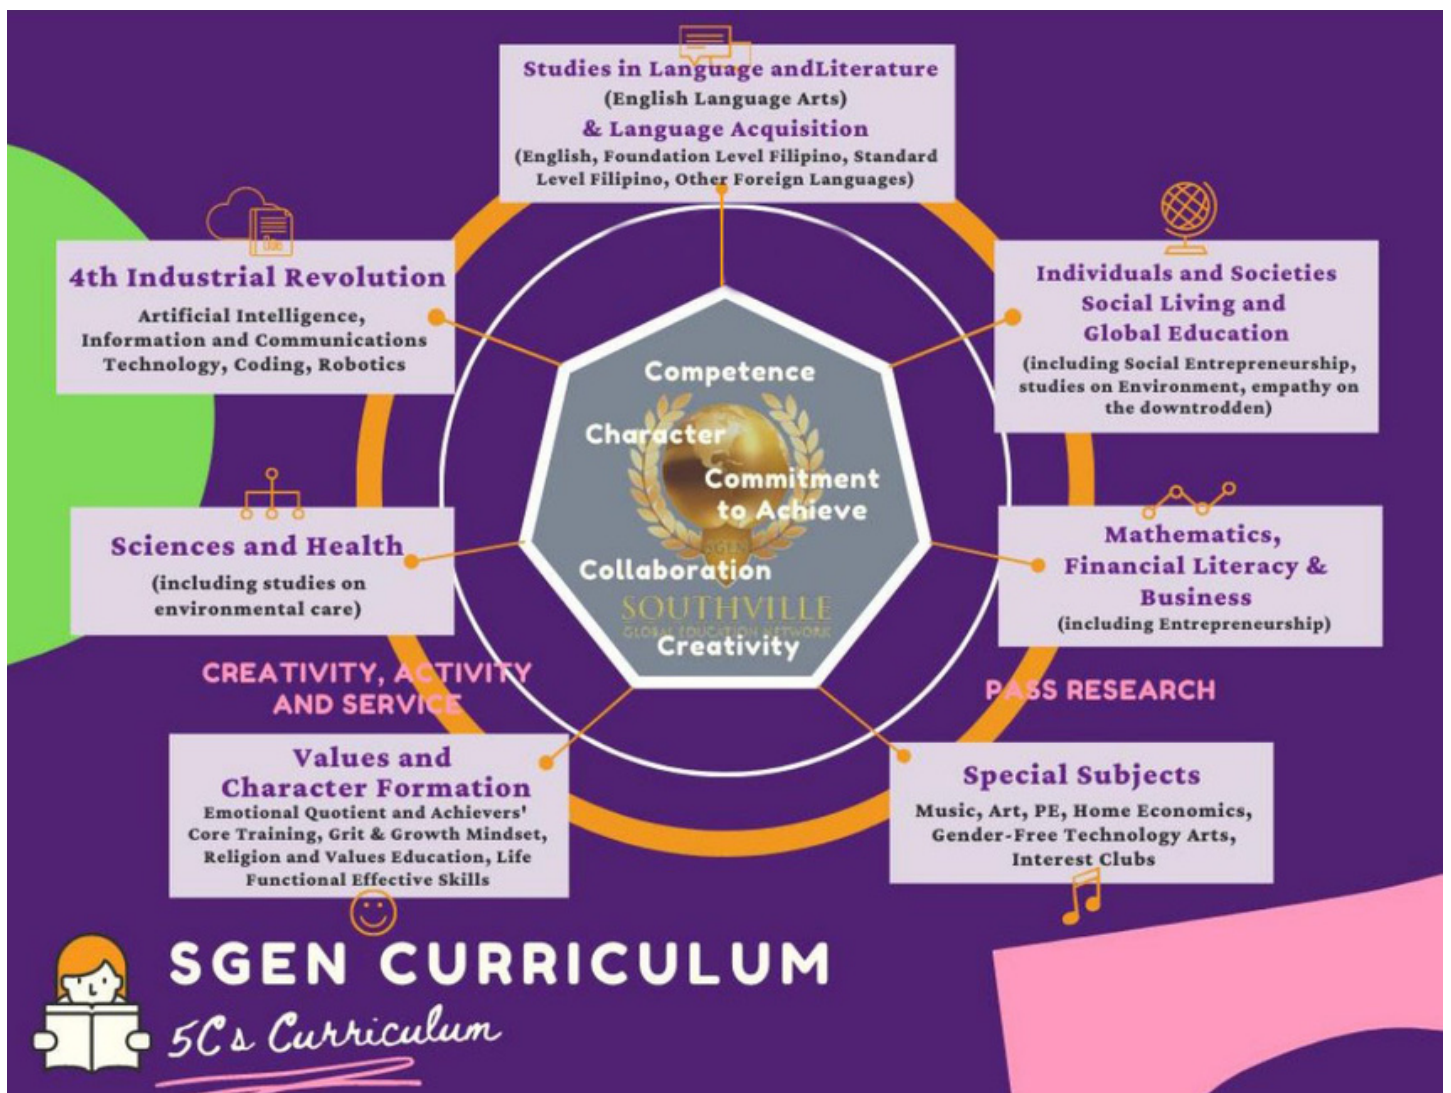 Studies in Language andLiterature
(English Language Arts)
& Language Acquisition
(English, Foundation Level Filipino, Standard
Level Filipino, Other Foreign Languages)
4th Industrial Revolution
Artificial Intelligence,
Information and Communications
Technology, Coding, Robotics
Individuals and Societies
Social Living and
Global Education
(including Social Entrepreneurship,
studies on Environment, empathy on
the downtrodden)
Competence
Character
Commitment
to Achieve
SGEN
Collaboration
SOUTHVILLE
GLOBAL EDUCATION NETWORK
Creativity
Sciences and Health
(including studies on
environmental care)
Mathematics,
Financial Literacy &
Business
(including Entrepreneurship)
CREATIVITY, ACTIVITY
AND SERVICE
PASS RESEARCH
Values and
Character Formation
Emotional Quotient and Achievers'
Core Training, Grit & Growth Mindset,
Religion and Values Education, Life
Functional Effective Skills
Special Subjects
Music, Art, PE, Home Economics,
Gender-Free Technology Arts,
Interest Clubs
SGEN CURRICULUM
5Cs Curriculum